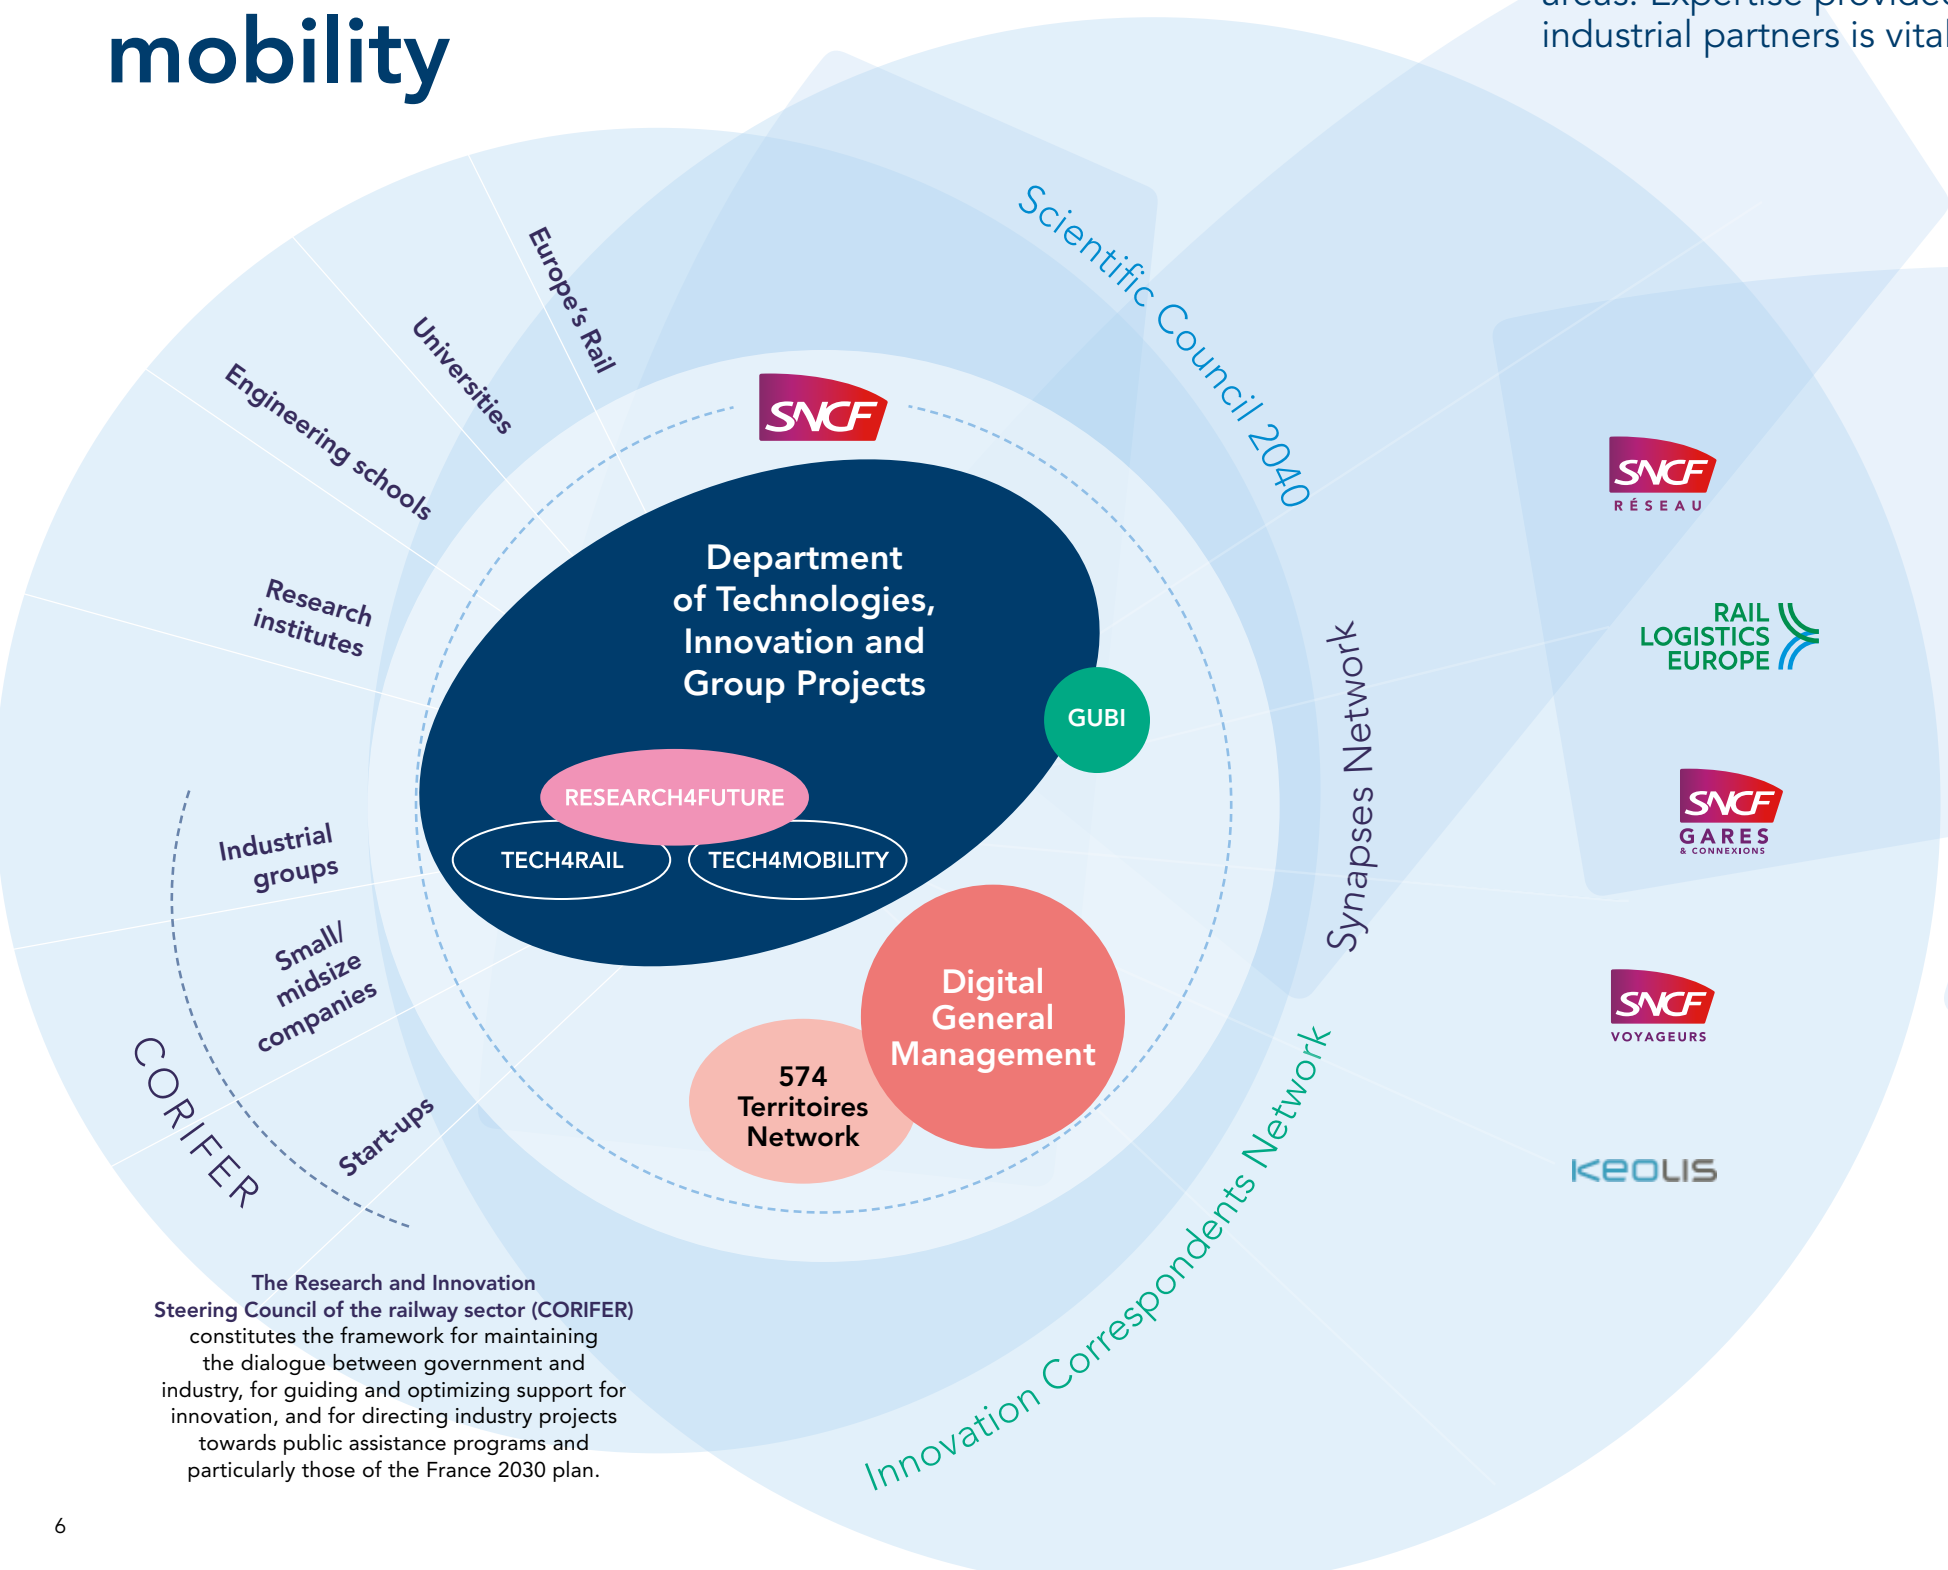 mobility
industrial partners is vital
Europe's Rail
Universities
Engineering schools
Research
institutes
Industrial
groups
Small/
midsize
companies
Start-ups
CORIFER
SNCF
Department
of Technologies,
Innovation and
Group Projects
GUBI
RESEARCH4FUTURE
TECH4RAIL
TECH4MOBILITY
Digital
General
Management
574
Territoires
Network
Scientific Council 2040
Synapses Network
Innovation Correspondents Network
SNCF
RÉSEAU
RAIL
LOGISTICS
EUROPE
SNCF
GARES
& CONNEXIONS
SNCF
VOYAGEURS
KEOLIS
The Research and Innovation
Steering Council of the railway sector (CORIFER)
constitutes the framework for maintaining
the dialogue between government and
industry, for guiding and optimizing support for
innovation, and for directing industry projects
towards public assistance programs and
particularly those of the France 2030 plan.
6